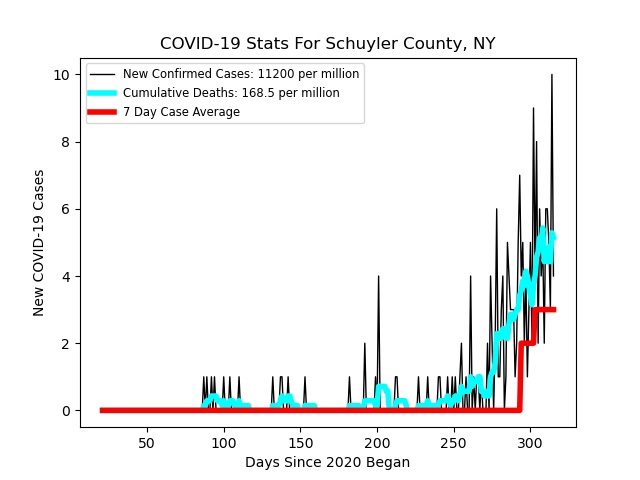 COVID-19 Stats For Schuyler County, NY
New Confirmed Cases: 11200 per million
Cumulative Deaths: 168.5 per million
7 Day Case Average
New COVID-19 Cases
10
8
6
4
2
0
50 100 150 200 250 300
Days Since 2020 Began